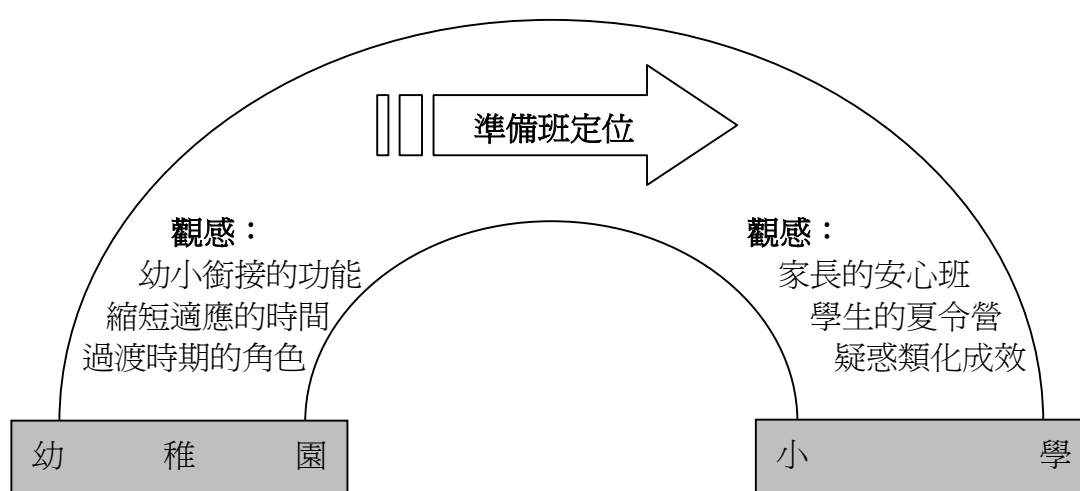 準備班定位
觀感：
幼小銜接的功能
縮短適應的時間
過渡時期的角色
觀感：
家長的安心班
學生的夏令營
疑惑類化成效
幼稚園
小學